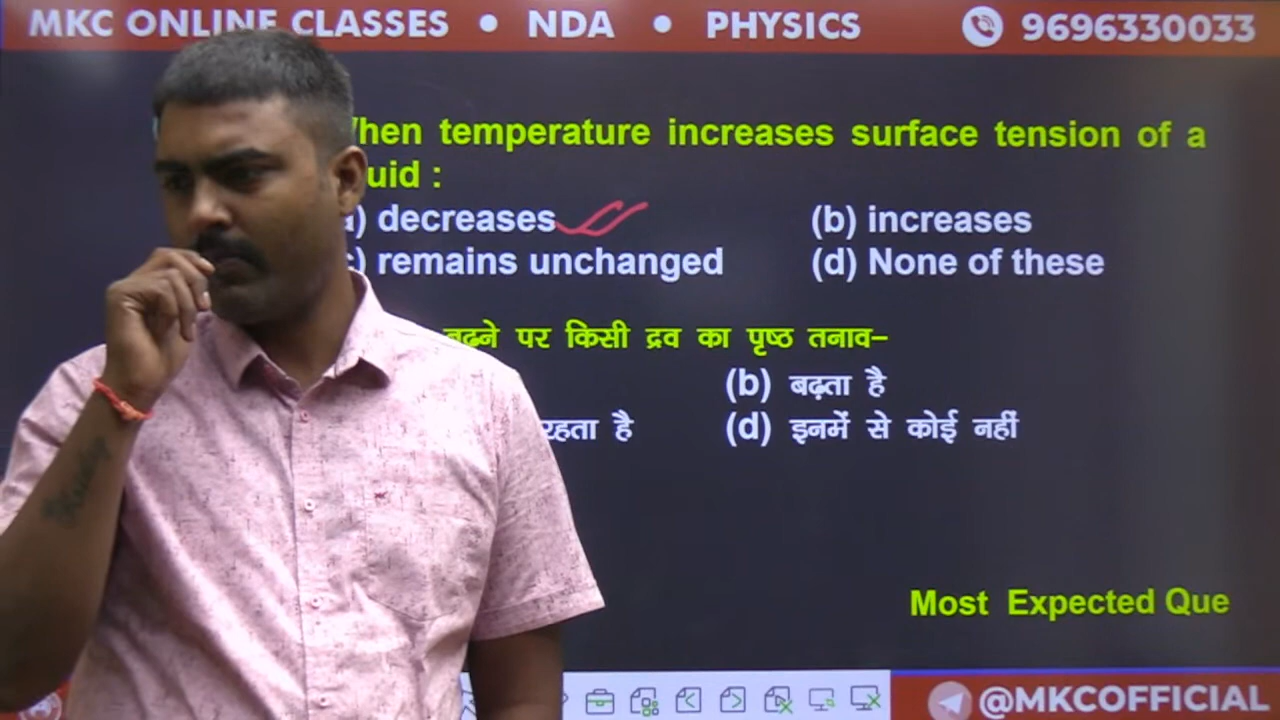 MKC ONLINE CLASSES • NDA • PHYSICS 9696330033
When temperature increases surface tension of a
uid :
a) decreases (b) increases
c) remains unchanged (d) None of these
बढ़ने पर किसी द्रव का पृष्ठ तनाव–
(b) बढ़ता है
रहता है (d) इनमें से कोई नहीं
Most Expected Que
@MKCOFFICIAL